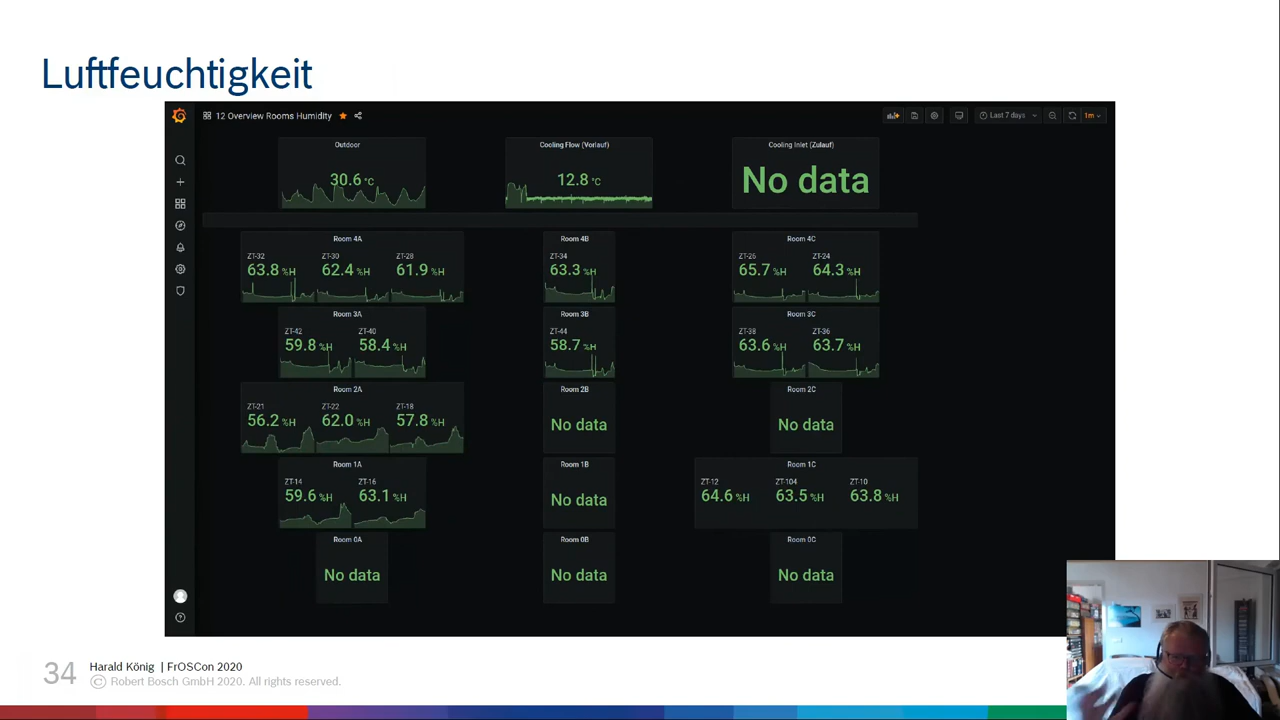 Luftfeuchtigkeit
12 Overview Rooms Humidity
Last 7 days
1m
Outdoor
30.6 °C
Cooling Flow (Vorlauf)
12.8 °C
Cooling Inlet (Zulauf)
No data
Room 4A
ZT-32 ZT-30 ZT-28
63.8 %H 62.4 %H 61.9 %H
Room 4B
ZT-34
63.3 %H
Room 4C
ZT-26 ZT-24
65.7 %H 64.3 %H
Room 3A
ZT-42 ZT-40
59.8 %H 58.4 %H
Room 3B
ZT-44
58.7 %H
Room 3C
ZT-38 ZT-36
63.6 %H 63.7 %H
Room 2A
ZT-21 ZT-22 ZT-18
56.2 %H 62.0 %H 57.8 %H
Room 2B
No data
Room 2C
No data
Room 1A
ZT-14 ZT-16
59.6 %H 63.1 %H
Room 1B
No data
Room 1C
ZT-12 ZT-104 ZT-10
64.6 %H 63.5 %H 63.8 %H
Room 0A
No data
Room 0B
No data
Room 0C
No data
34
Harald König | FrOSCon 2020
© Robert Bosch GmbH 2020. All rights reserved.